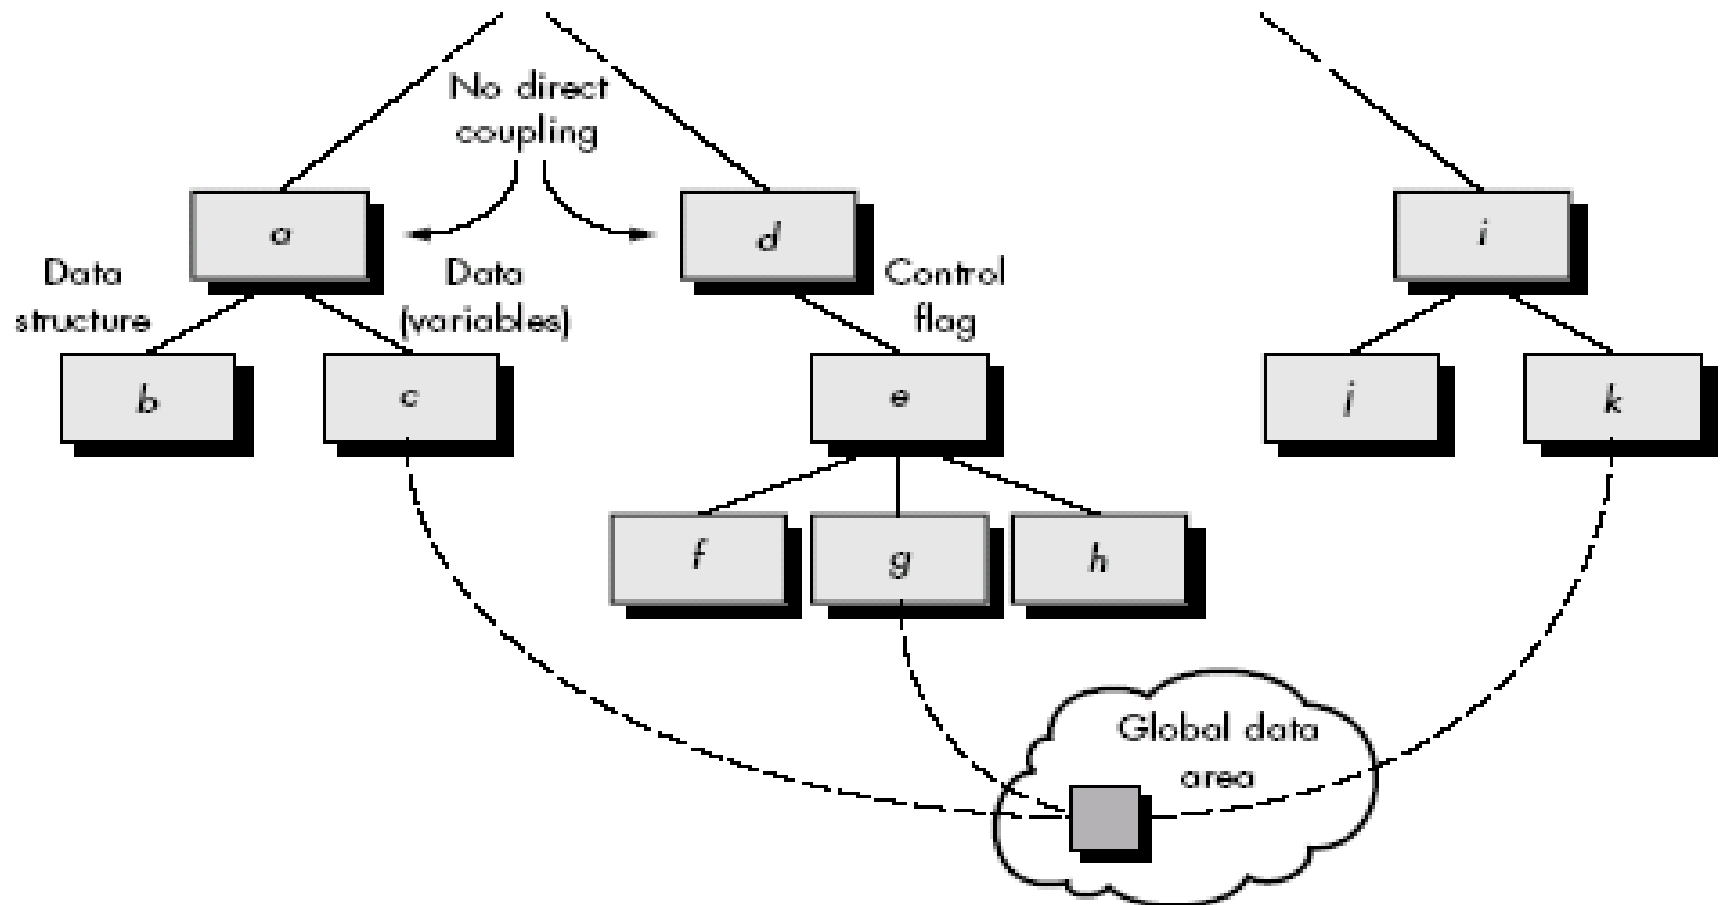 No direct
coupling
a
d
i
Data
structure
Data
(variables)
Control
flag
b
c
e
j
k
f
g
h
Global data
area